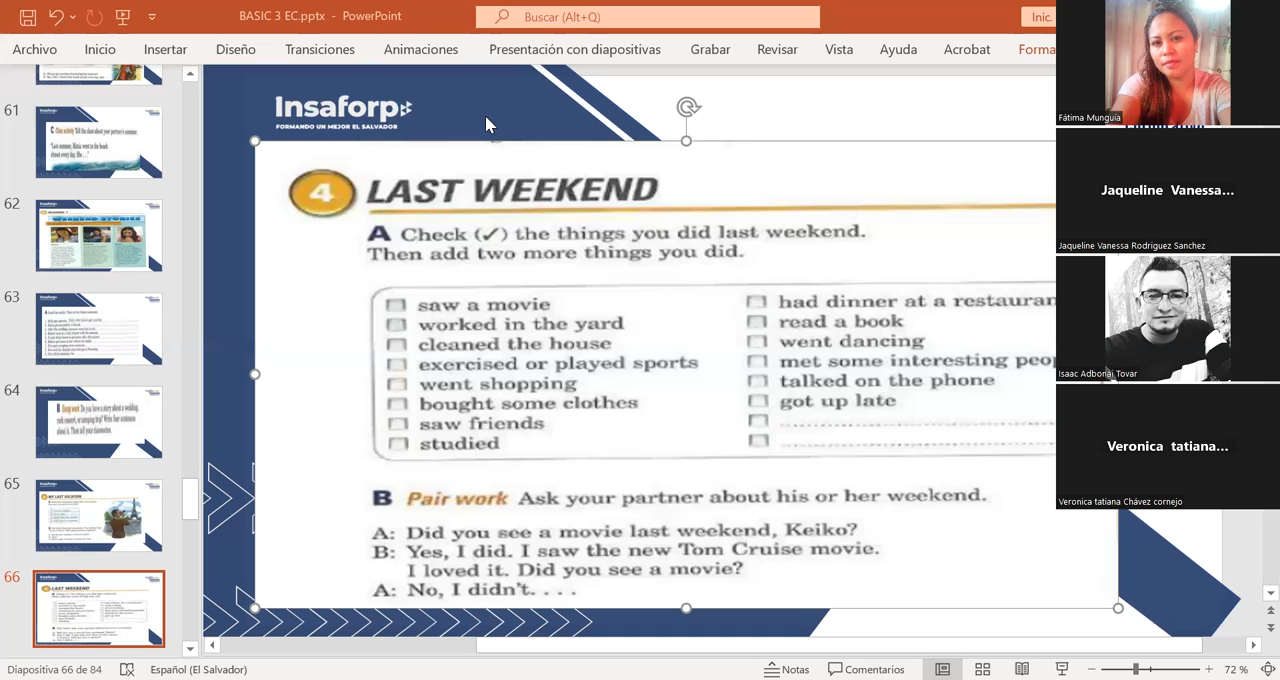 BASIC 3 EC.pptx - PowerPoint
Buscar (Alt+Q)
Inic.
Archivo Inicio Insertar Diseño Transiciones Animaciones Presentación con diapositivas Grabar Revisar Vista Ayuda Acrobat Forma
61
62
63
64
65
66
Insaforp
FORMANDO UN MEJOR EL SALVADOR
4 LAST WEEKEND
A Check (✓) the things you did last weekend.
Then add two more things you did.
saw a movie
worked in the yard
cleaned the house
exercised or played sports
went shopping
bought some clothes
saw friends
studied
had dinner at a restauran
read a book
went dancing
met some interesting peop
talked on the phone
got up late
B Pair work Ask your partner about his or her weekend.
A: Did you see a movie last weekend, Keiko?
B: Yes, I did. I saw the new Tom Cruise movie.
I loved it. Did you see a movie?
A: No, I didn't. . . .
Fátima Munguia
Jaqueline Vanessa...
Jaqueline Vanessa Rodriguez Sanchez
Isaac Adbonai Tovar
Veronica tatiana...
Veronica tatiana Chávez cornejo
Diapositiva 66 de 84 Español (El Salvador) Notas Comentarios 72 %